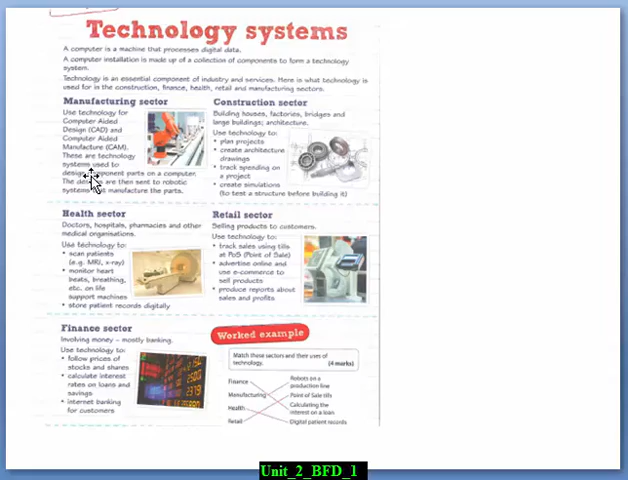 Technology systems
A computer is a machine that processes digital data.
A computer installation is made up of a collection of components to form a technology
system.
Technology is an essential component of industry and services. Here is what technology is
used for in the construction, finance, health, retail and manufacturing sectors.
Manufacturing sector
Use technology for
Computer Aided
Design (CAD) and
Computer Aided
Manufacture (CAM).
These are technology
systems used to
design component parts on a computer.
The designs are then sent to robotic
systems that manufacture the parts.
Construction sector
Building houses, factories, bridges and
large buildings; architecture.
Use technology to:
• plan projects
• create architecture
drawings
• track spending on
a project
• create simulations
(to test a structure before building it)
Health sector
Doctors, hospitals, pharmacies and other
medical organisations.
Use technology to:
• scan patients
(e.g. MRI, x-ray)
• monitor heart
beats, breathing,
etc. on life
support machines
• store patient records digitally
Retail sector
Selling products to customers.
Use technology to:
• track sales using tills
at PoS (Point of Sale)
• advertise online and
use e-commerce to
sell products
• produce reports about
sales and profits
Finance sector
Involving money – mostly banking.
Use technology to:
• follow prices of
stocks and shares
• calculate interest
rates on loans and
savings
• internet banking
for customers
Worked example
Match these sectors and their uses of
technology. (4 marks)
Finance
Manufacturing
Health
Retail
Robots on a
production line
Point of Sale tills
Calculating the
interest on a loan
Digital patient records
Unit_2_BFD_1